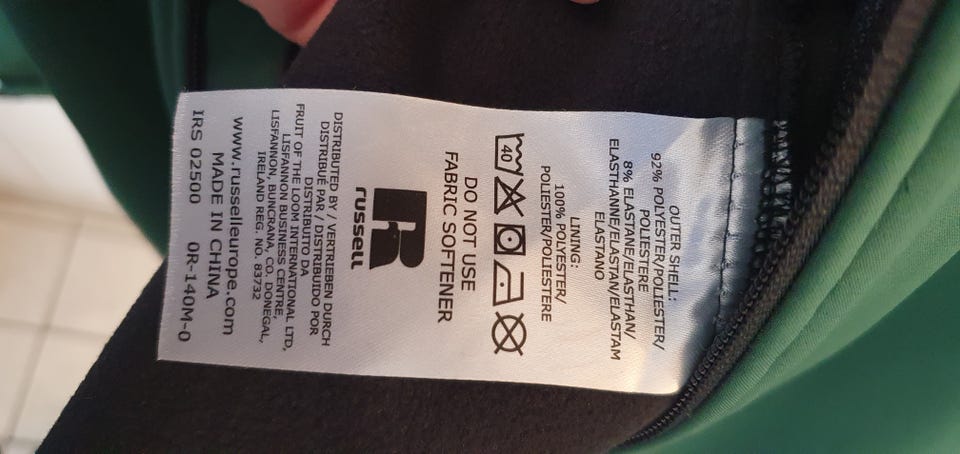 OUTER SHELL:
92% POLYESTER/POLIESTER/
POLIESTERE
8% ELASTANE/ELASTHAN/
ELASTHANNE/ELASTAN/ELASTAM
ELASTANO
LINING:
100% POLYESTER/
POLIESTER/POLIESTERE
40
DO NOT USE
FABRIC SOFTENER
R
russell
DISTRIBUTED BY / VERTRIEBEN DURCH
DISTRIBUÉ PAR / DISTRIBUIDO POR
DISTRIBUITO DA
FRUIT OF THE LOOM INTERNATIONAL LTD,
LISFANNON BUSINESS CENTRE,
LISFANNON, BUNCRANA, CO. DONEGAL,
IRELAND REG. NO. 83732
www.russelleurope.com
MADE IN CHINA
IRS 02500 0R-140M-0